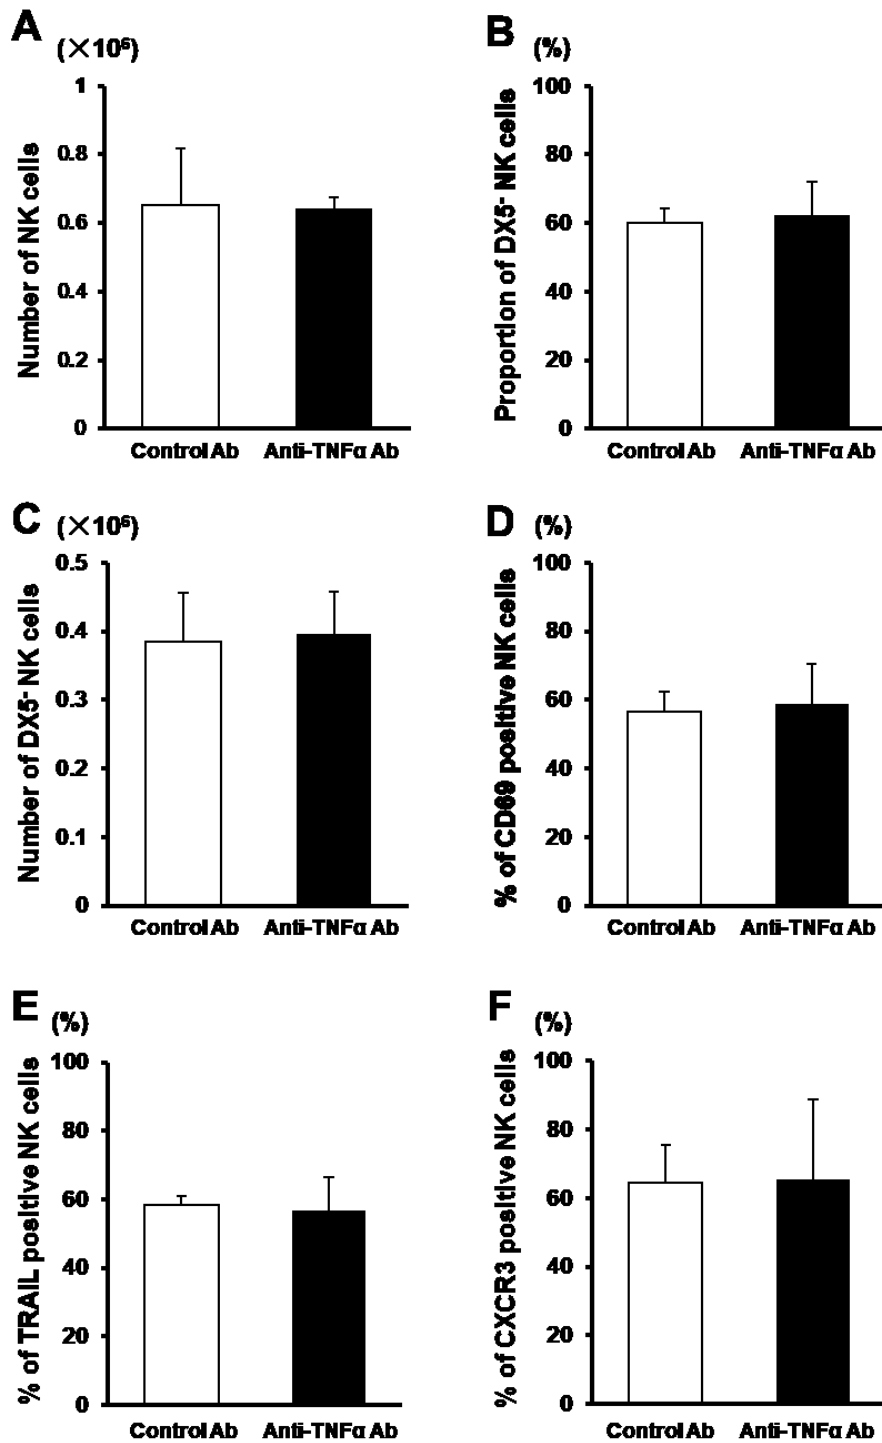 A
(×10⁶)
Number of NK cells
1
0.8
0.6
0.4
0.2
0
Control Ab
Anti-TNFα Ab
B
(%)
Proportion of DX5⁻ NK cells
100
80
60
40
20
0
Control Ab
Anti-TNFα Ab
C
(×10⁶)
Number of DX5⁻ NK cells
0.5
0.4
0.3
0.2
0.1
0
Control Ab
Anti-TNFα Ab
D
(%)
% of CD69 positive NK cells
100
80
60
40
20
0
Control Ab
Anti-TNFα Ab
E
(%)
% of TRAIL positive NK cells
100
80
60
40
20
0
Control Ab
Anti-TNFα Ab
F
(%)
% of CXCR3 positive NK cells
100
80
60
40
20
0
Control Ab
Anti-TNFα Ab